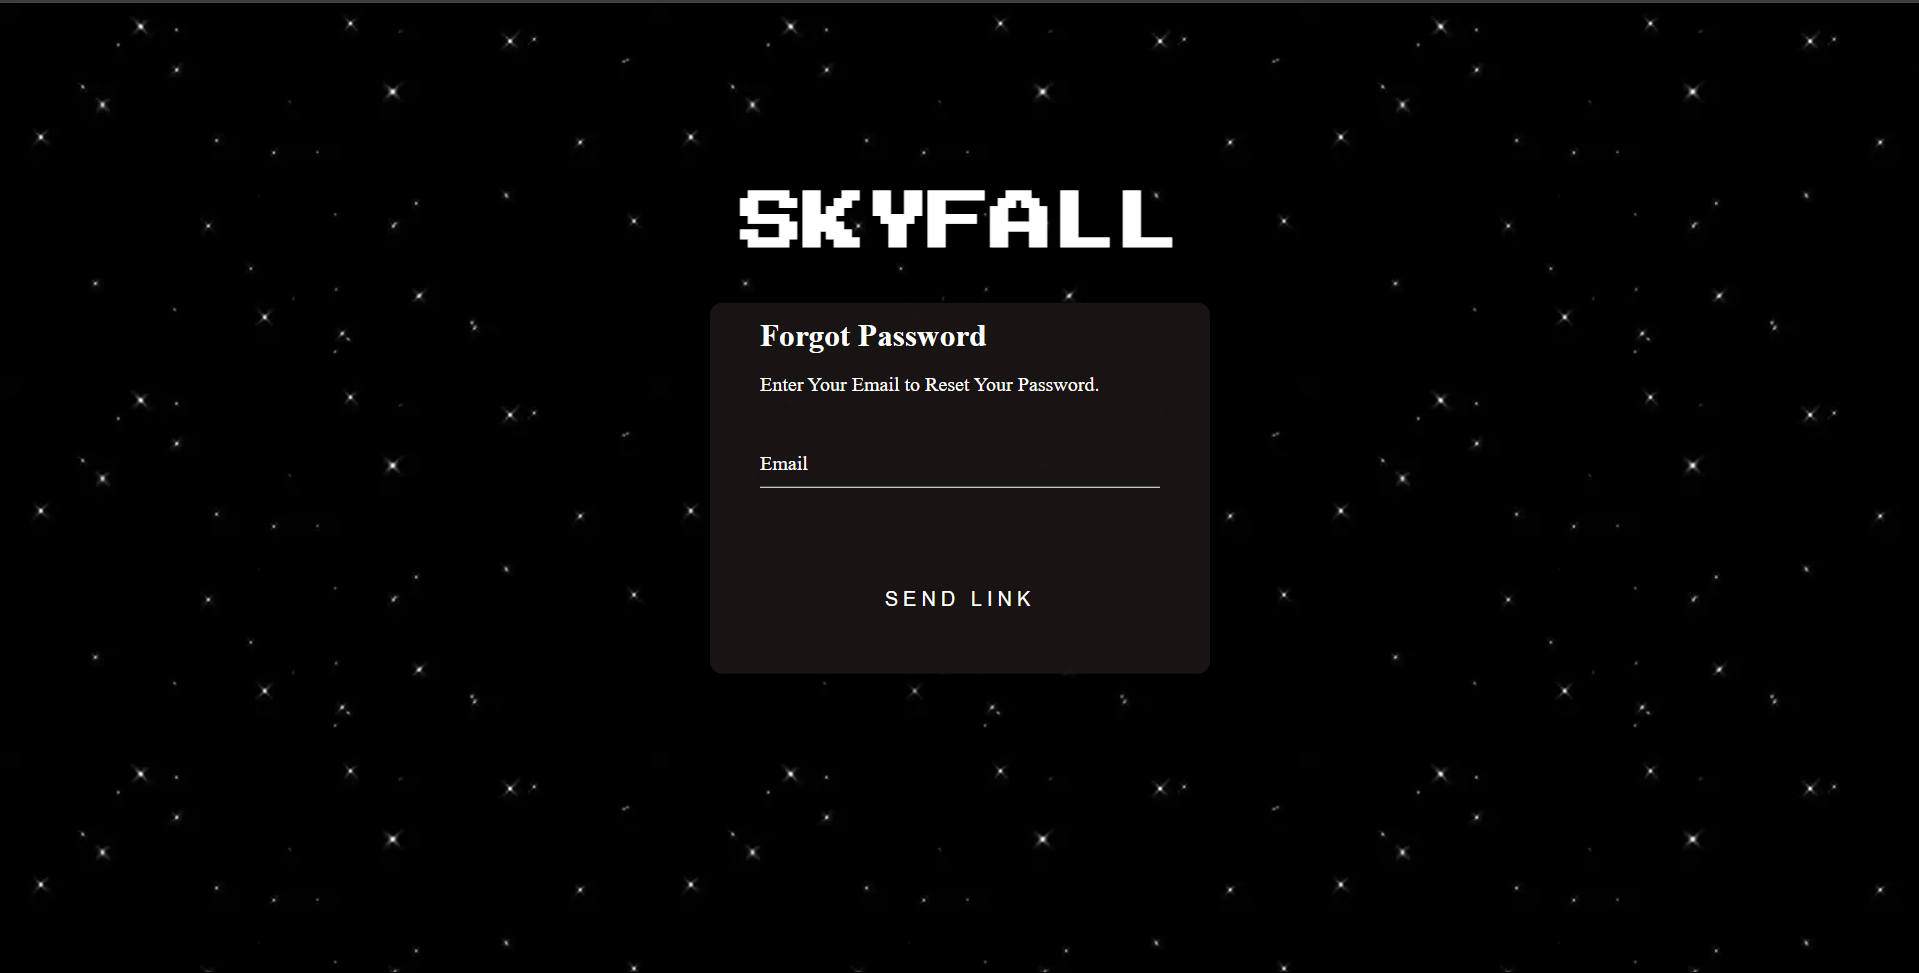 SKYFALL
Forgot Password
Enter Your Email to Reset Your Password.
Email
SEND LINK